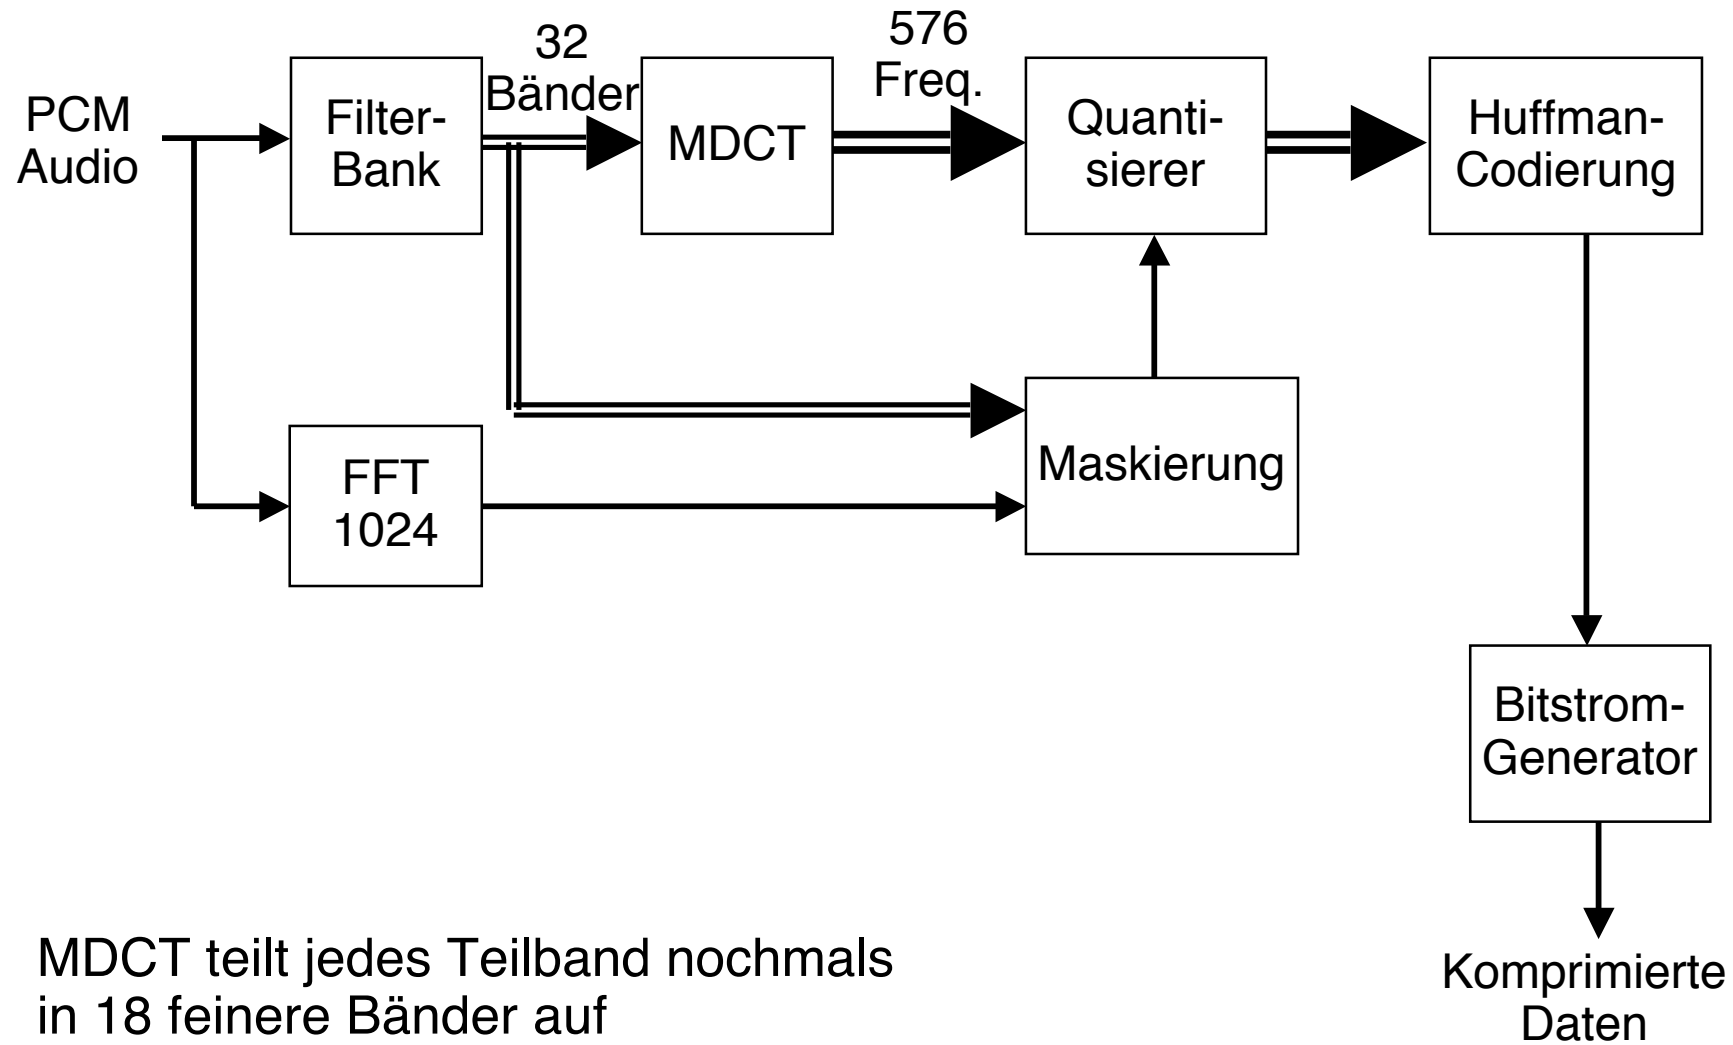 PCM
Audio
Filter-
Bank
32
Bänder
MDCT
576
Freq.
Quanti-
sierer
Huffman-
Codierung
FFT
1024
Maskierung
Bitstrom-
Generator
Komprimierte
Daten
MDCT teilt jedes Teilband nochmals
in 18 feinere Bänder auf